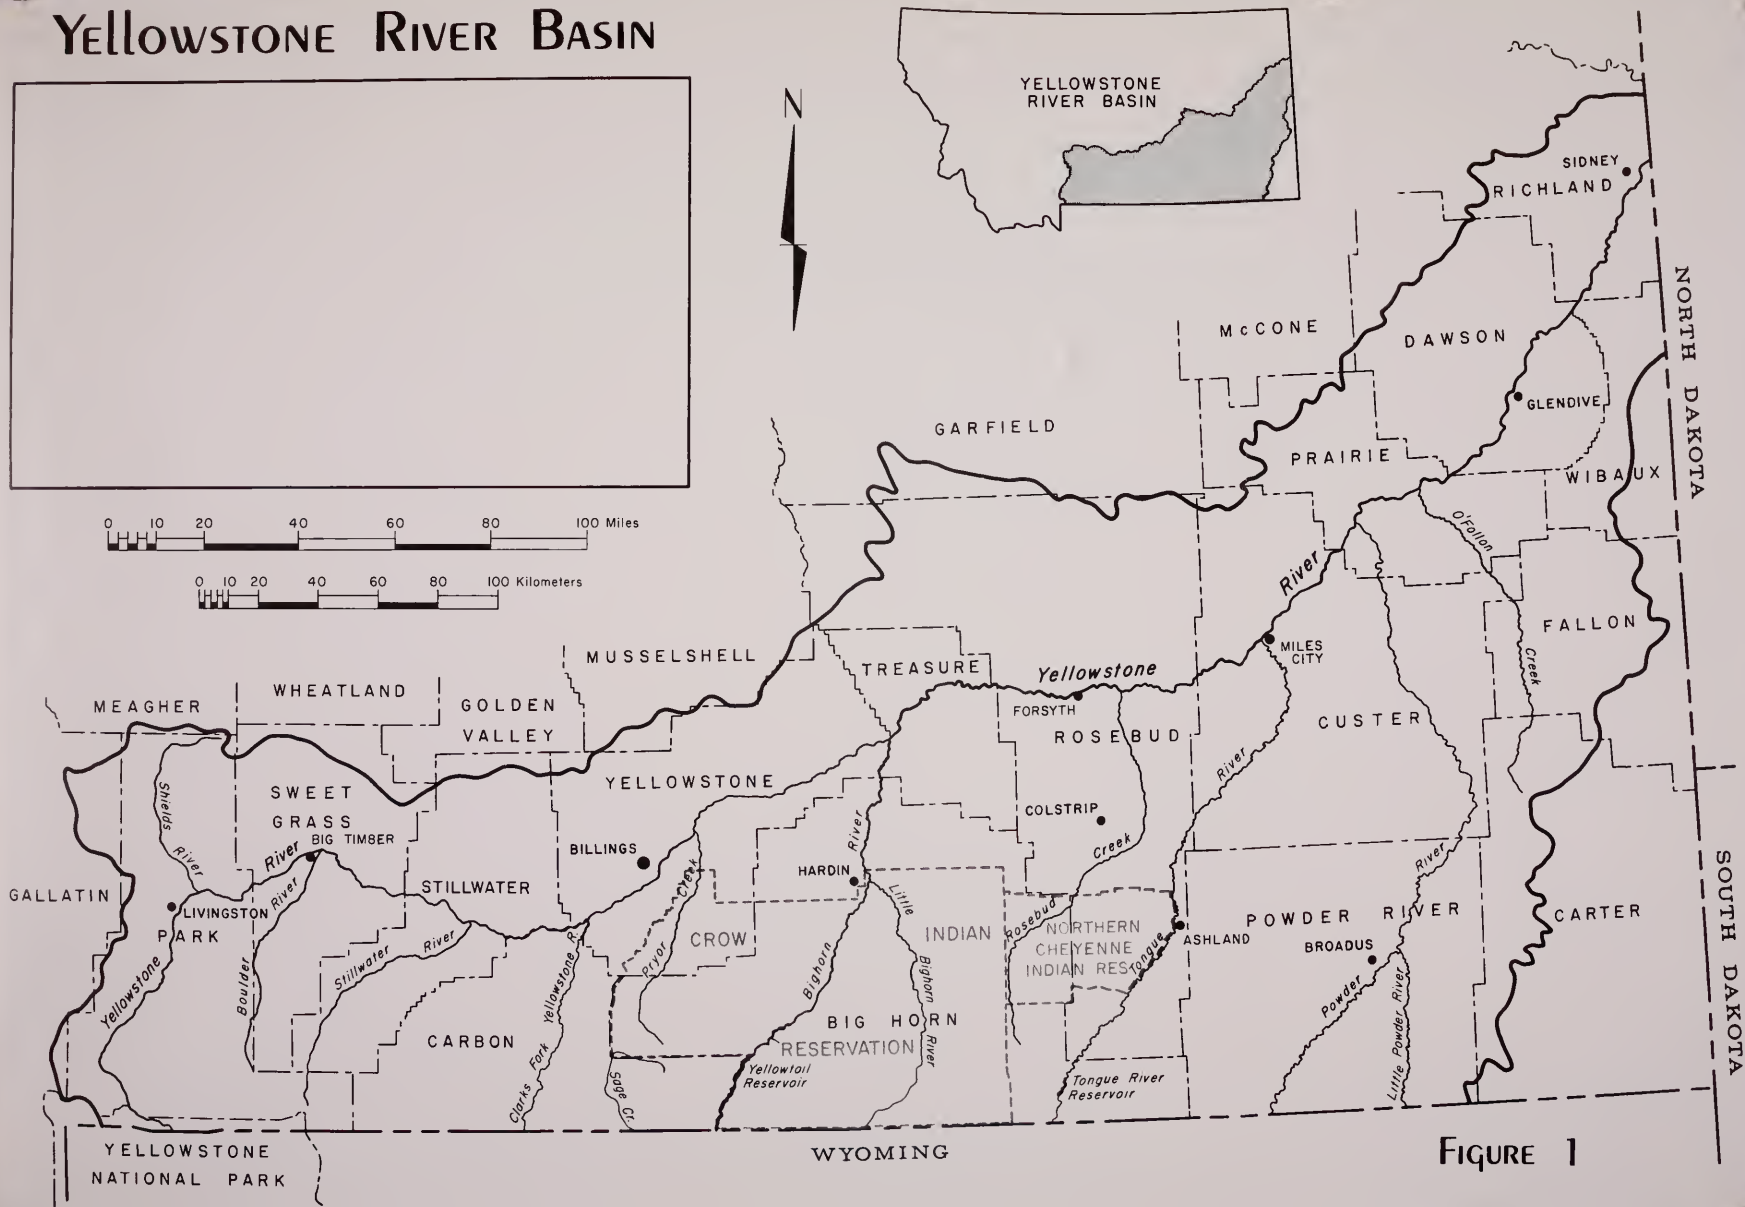 Yellowstone River Basin
YELLOWSTONE
RIVER BASIN
N
0 10 20 40 60 80 100 Miles
0 10 20 40 60 80 100 Kilometers
SIDNEY
RICHLAND
NORTH DAKOTA
McCONE
DAWSON
GLENDIVE
GARFIELD
PRAIRIE
WIBAUX
O'Fallon
Creek
River
FALLON
MUSSELSHELL
TREASURE
Yellowstone
MILES
CITY
FORSYTH
CUSTER
ROSEBUD
MEAGHER
WHEATLAND
GOLDEN
VALLEY
YELLOWSTONE
River
Shields
River
SWEET
GRASS
BIG TIMBER
River
COLSTRIP
Creek
BILLINGS
River
HARDIN
River
GALLATIN
LIVINGSTON
PARK
River
STILLWATER
Creek
Little
Rosebud
NORTHERN
CHEYENNE
INDIAN RES.
Tongue
ASHLAND
POWDER RIVER
BROADUS
CARTER
SOUTH DAKOTA
Yellowstone
Boulder
Stillwater River
Clarks Fork Yellowstone R.
Pryor
CROW
INDIAN
Bighorn
Bighorn
River
BIG HORN
RESERVATION
CARBON
Sage Cr.
Yellowtail
Reservoir
Tongue River
Reservoir
Powder
Little Powder River
YELLOWSTONE
NATIONAL PARK
WYOMING
Figure 1